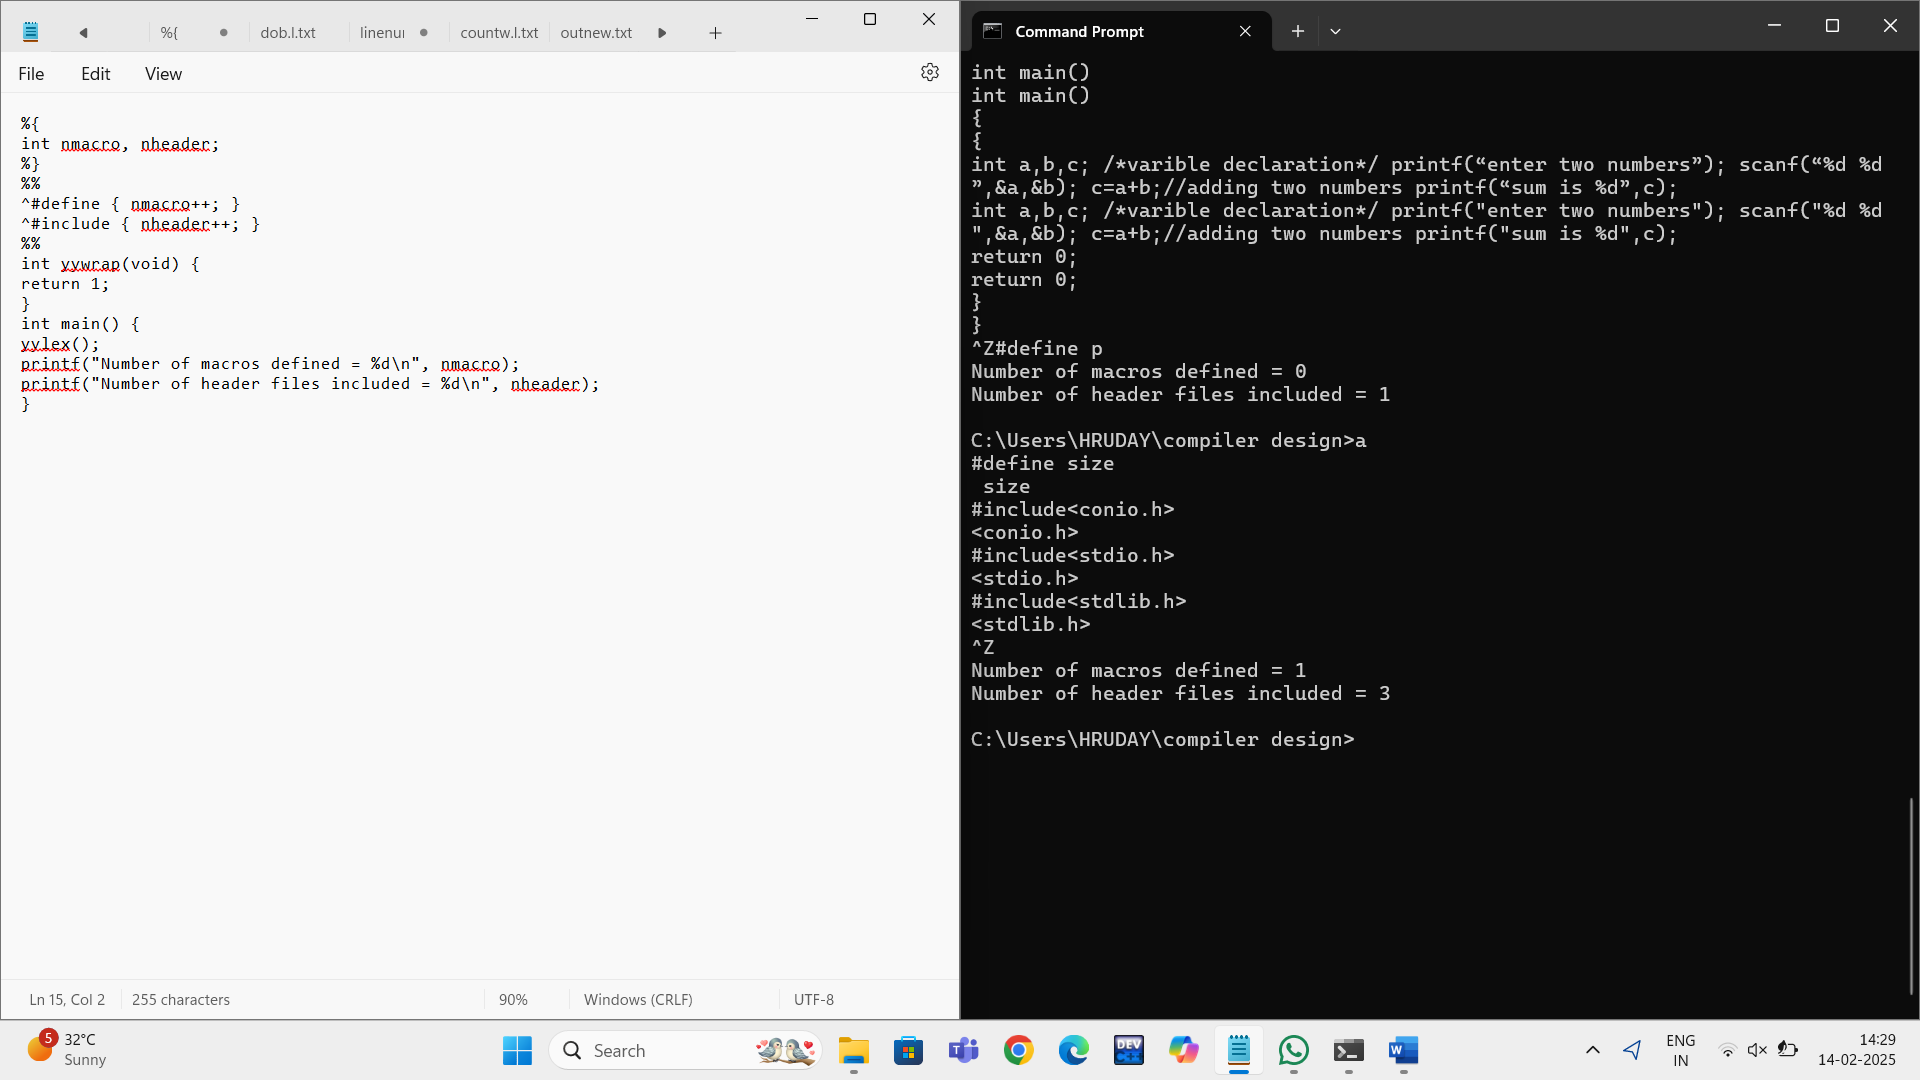 %{
dob.l.txt
linenu
countw.l.txt
outnew.txt
File
Edit
View
%{
int nmacro, nheader;
%}
%%
^#define { nmacro++; }
^#include { nheader++; }
%%
int yywrap(void) {
return 1;
}
int main() {
yylex();
printf("Number of macros defined = %d\n", nmacro);
printf("Number of header files included = %d\n", nheader);
}
Ln 15, Col 2
255 characters
90%
Windows (CRLF)
UTF-8
Command Prompt
int main()
int main()
{
{
int a,b,c; /*varible declaration*/ printf(“enter two numbers”); scanf(“%d %d
”,&a,&b); c=a+b;//adding two numbers printf(“sum is %d”,c);
int a,b,c; /*varible declaration*/ printf("enter two numbers"); scanf("%d %d
",&a,&b); c=a+b;//adding two numbers printf("sum is %d",c);
return 0;
return 0;
}
}
^Z#define p
Number of macros defined = 0
Number of header files included = 1
C:\Users\HRUDAY\compiler design>a
#define size
 size
#include<conio.h>
<conio.h>
#include<stdio.h>
<stdio.h>
#include<stdlib.h>
<stdlib.h>
^Z
Number of macros defined = 1
Number of header files included = 3
C:\Users\HRUDAY\compiler design>
5
32°C
Sunny
Search
DEV
ENG
IN
14:29
14-02-2025